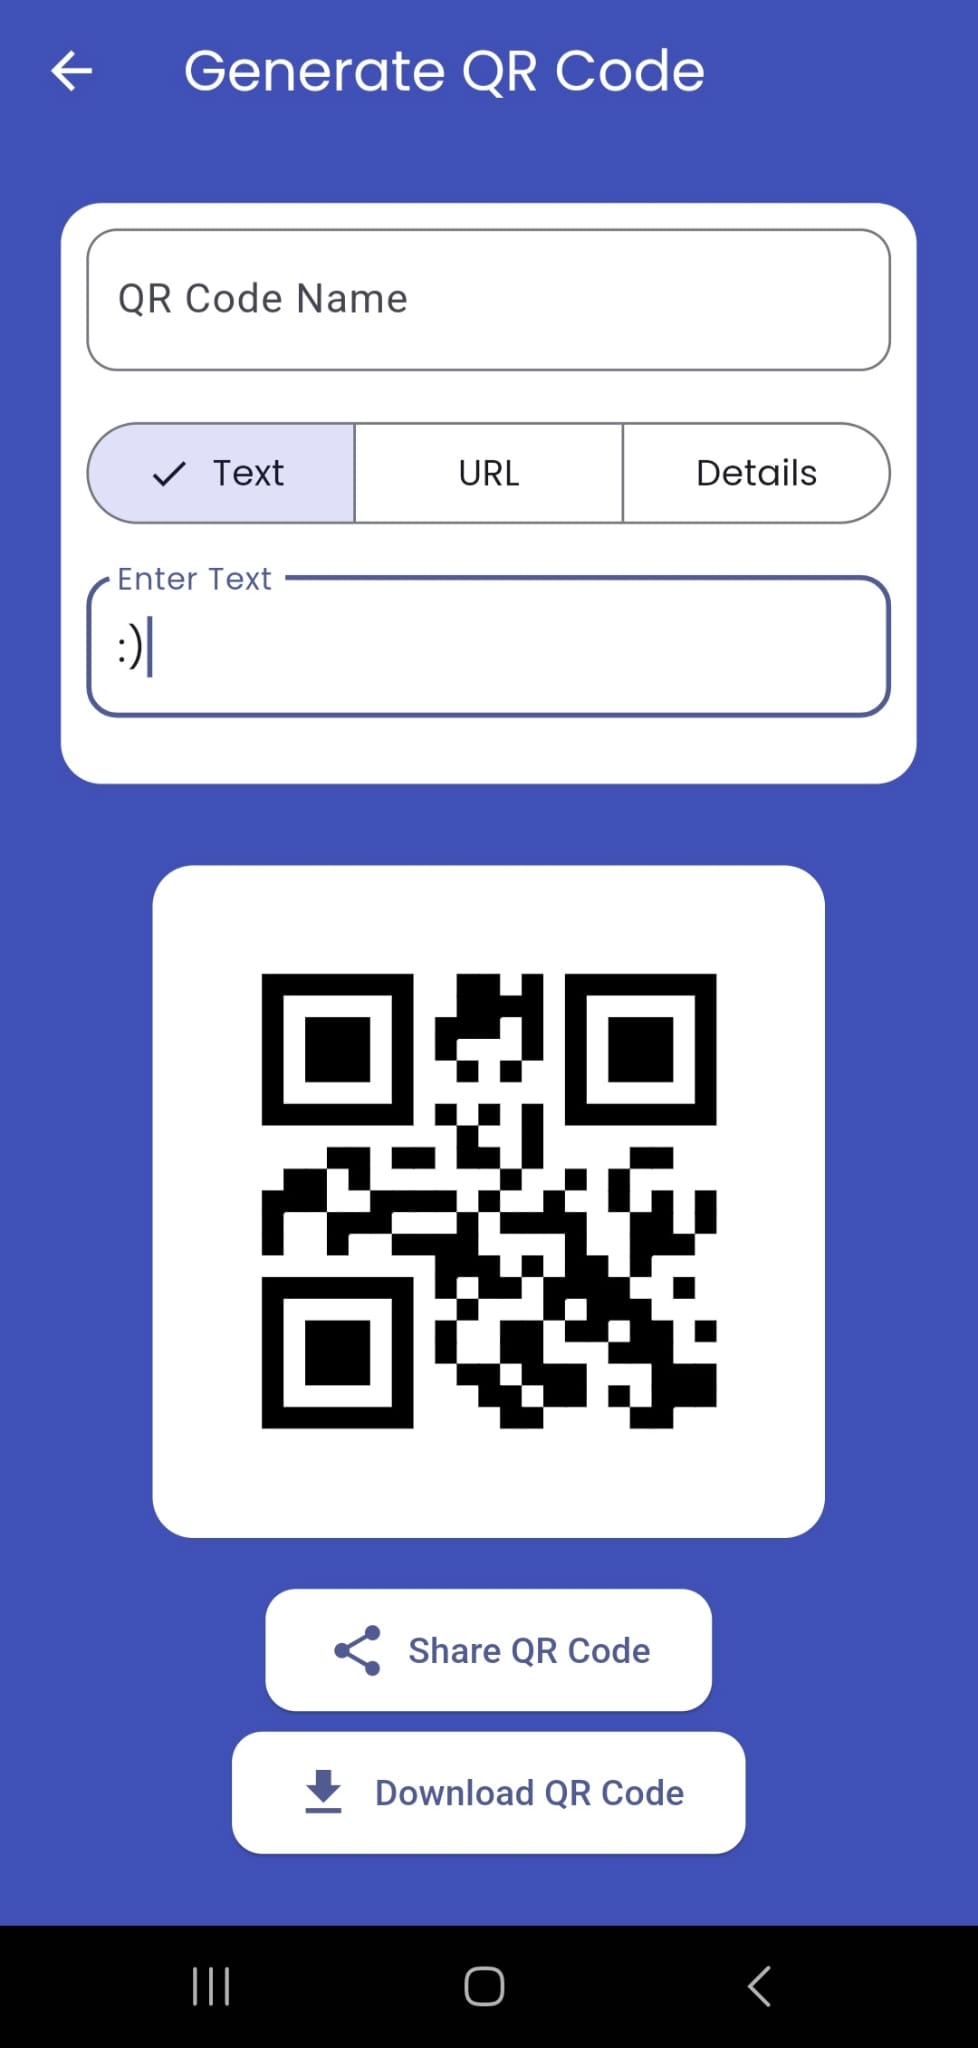 Generate QR Code
QR Code Name
Text
URL
Details
Enter Text
:)
Share QR Code
Download QR Code